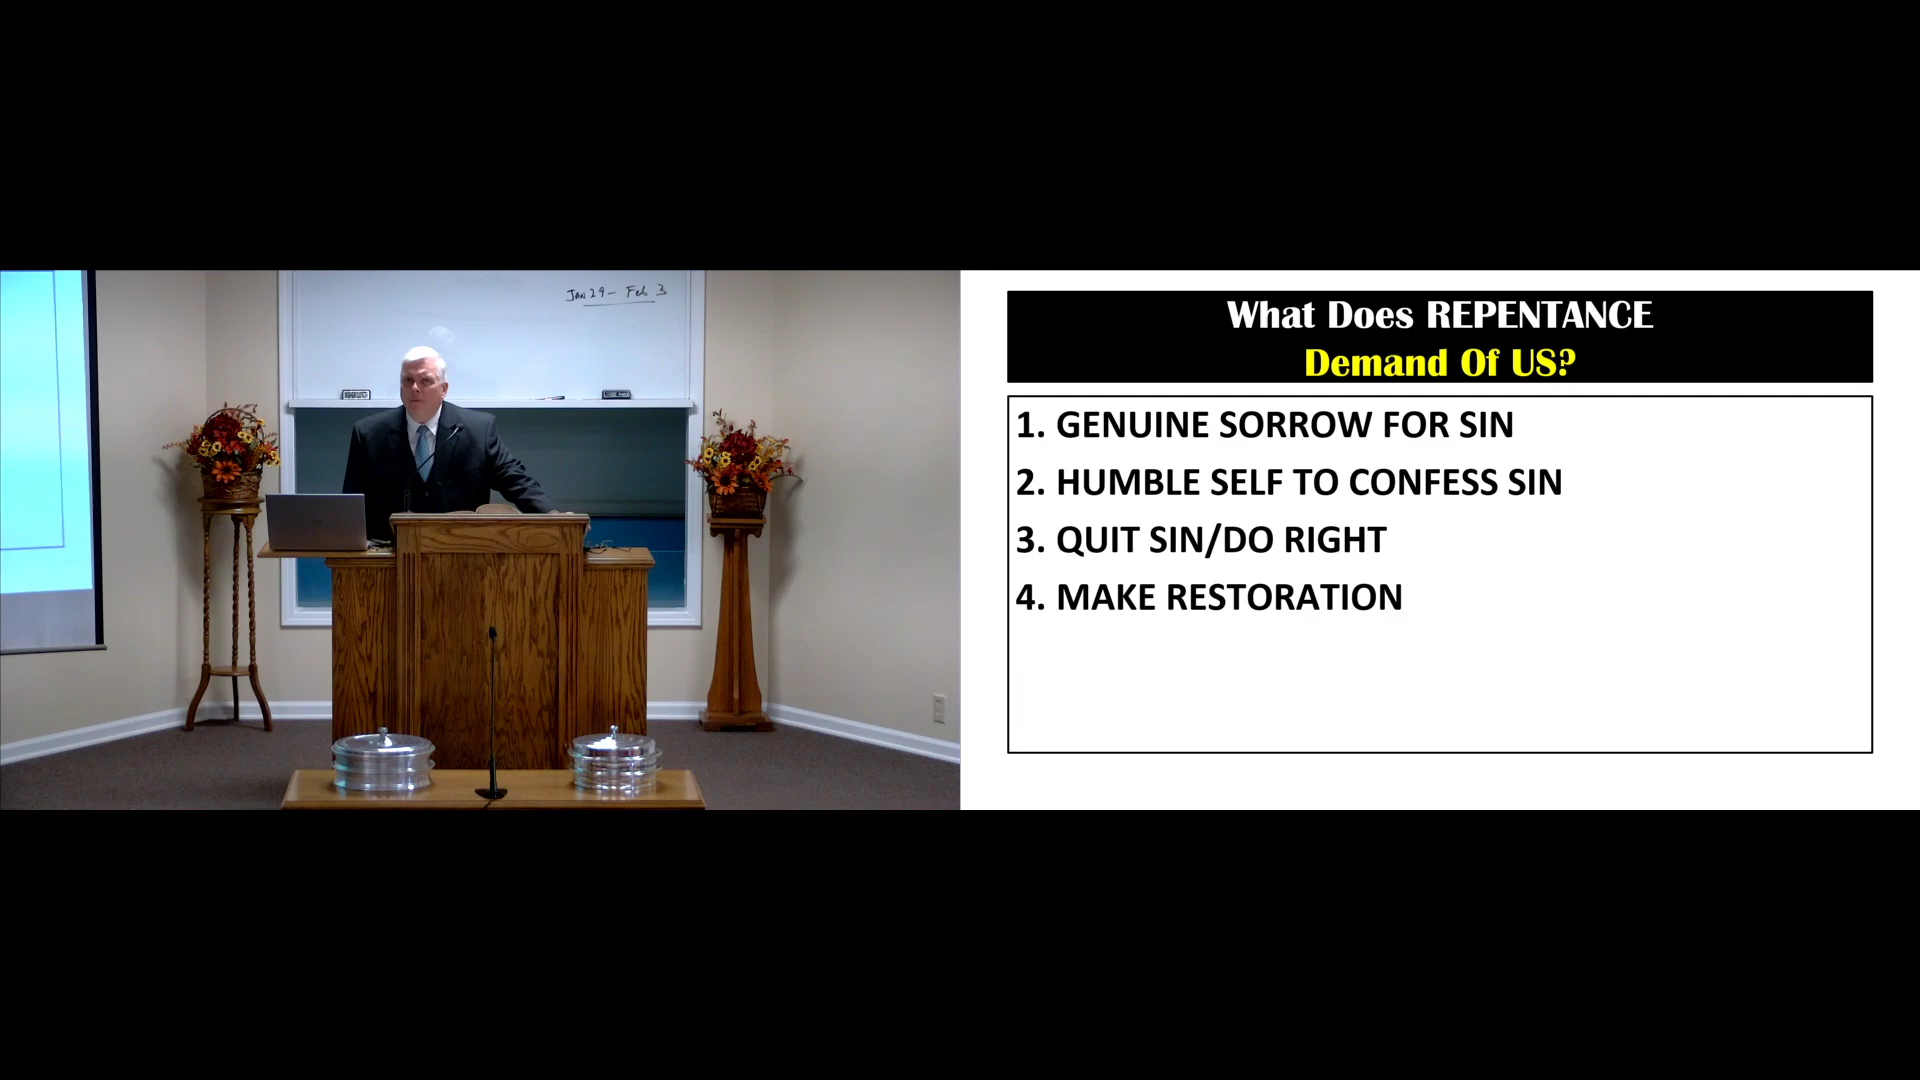 Jan 29 - Feb 3
What Does REPENTANCE
Demand Of US?
1. GENUINE SORROW FOR SIN
2. HUMBLE SELF TO CONFESS SIN
3. QUIT SIN/DO RIGHT
4. MAKE RESTORATION